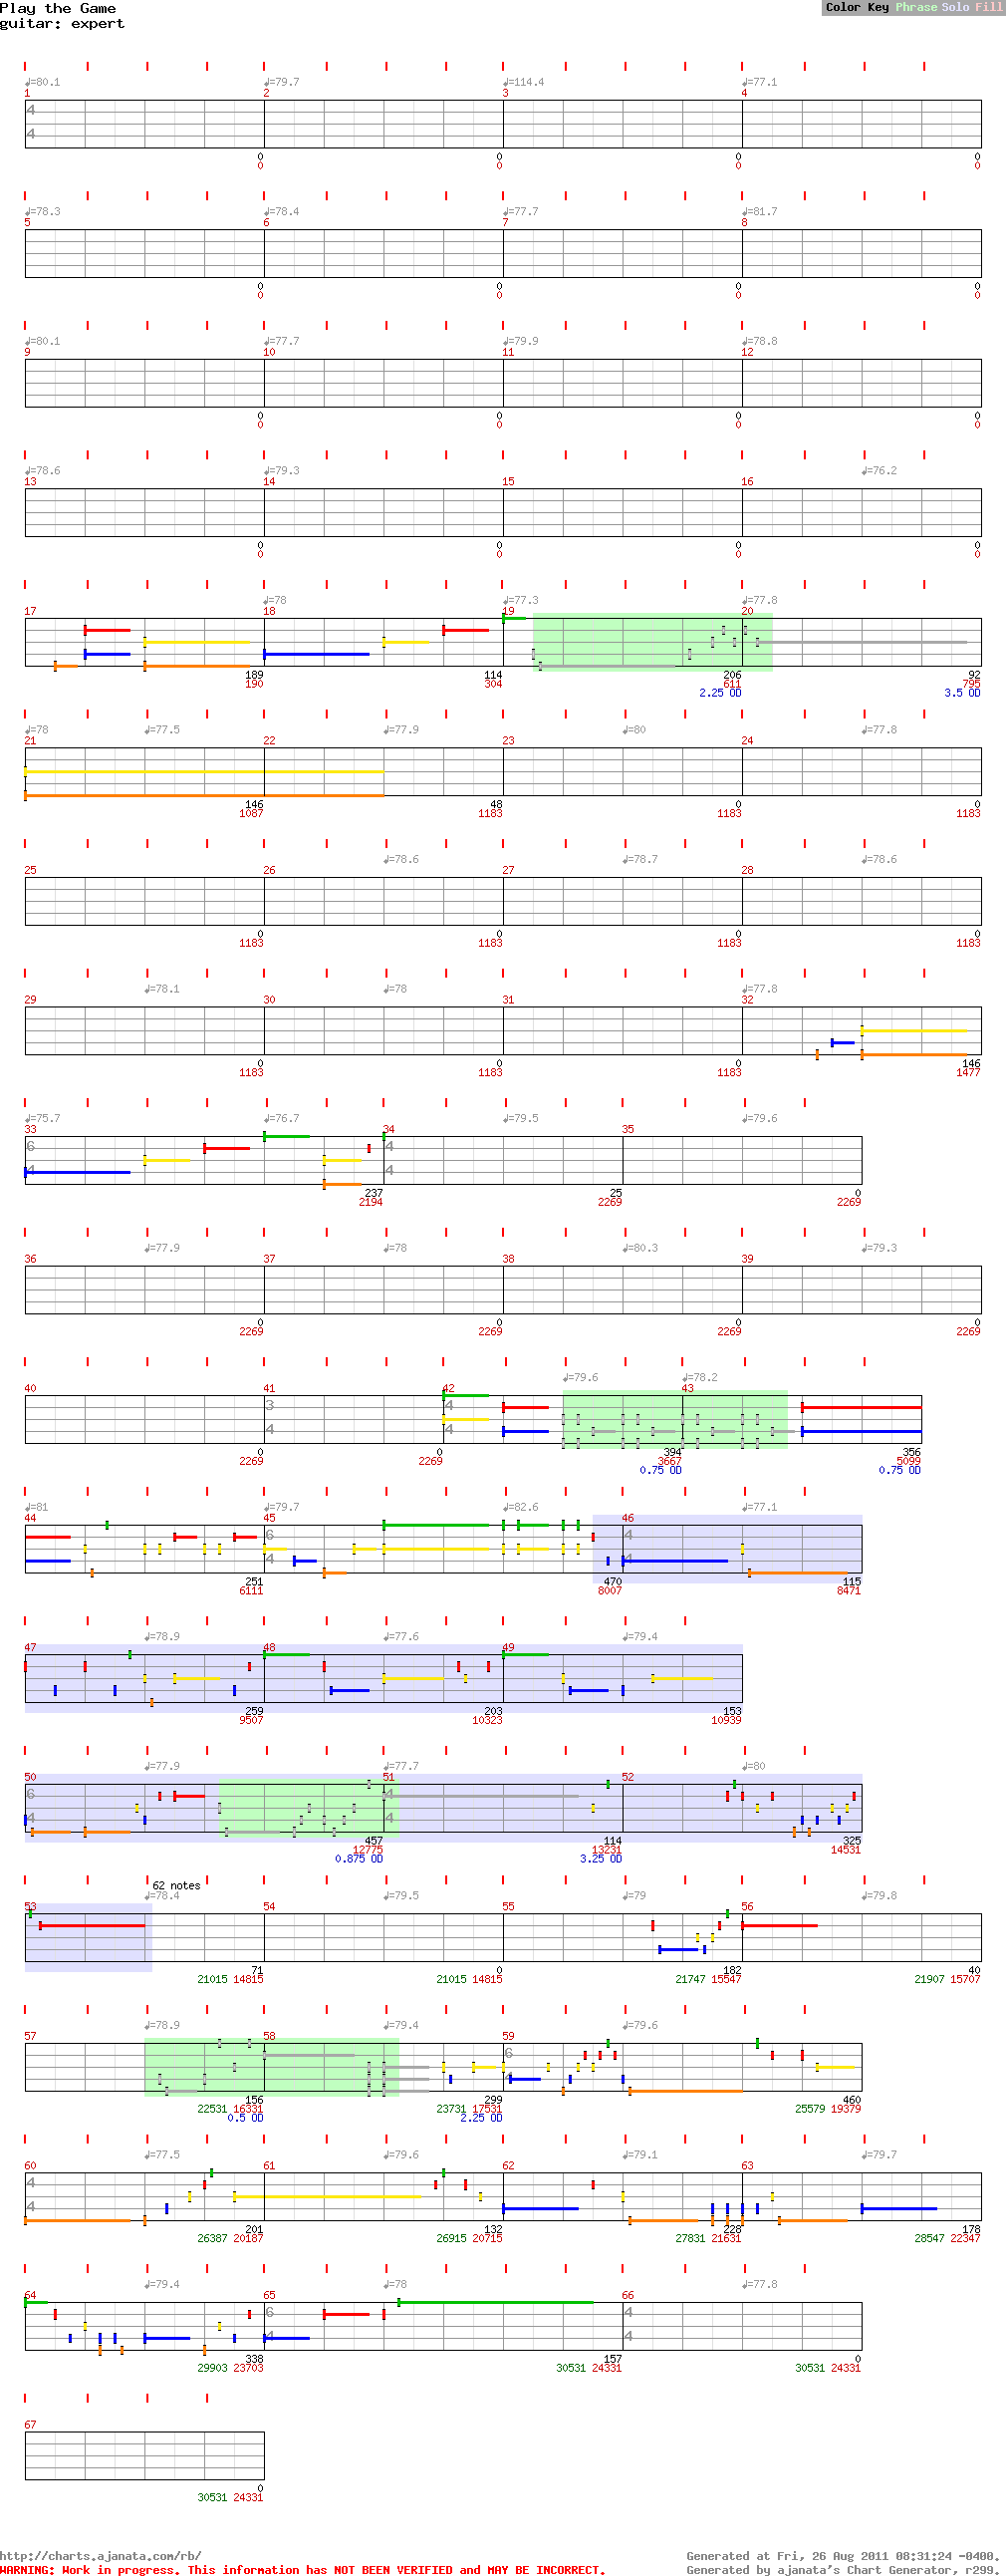 Play the Game
guitar: expert
Color Key Phrase Solo Fill
♩=80.1 ♩=79.7 ♩=114.4 ♩=77.1
1 2 3 4
4
4
0 0 0 0
0 0 0 0
♩=78.3 ♩=78.4 ♩=77.7 ♩=81.7
5 6 7 8
0 0 0 0
0 0 0 0
♩=80.1 ♩=77.7 ♩=79.9 ♩=78.8
9 10 11 12
0 0 0 0
0 0 0 0
♩=78.6 ♩=79.3 ♩=76.2
13 14 15 16
0 0 0 0
0 0 0 0
♩=78 ♩=77.3 ♩=77.8
17 18 19 20
189 114 206 92
190 304 611 795
2.25 OD 3.5 OD
♩=78 ♩=77.5 ♩=77.9 ♩=80 ♩=77.8
21 22 23 24
146 48 0 0
1087 1183 1183 1183
♩=78.6 ♩=78.7 ♩=78.6
25 26 27 28
0 0 0 0
1183 1183 1183 1183
♩=78.1 ♩=78 ♩=77.8
29 30 31 32
0 0 0 146
1183 1183 1183 1477
♩=75.7 ♩=76.7 ♩=79.5 ♩=79.6
33 34 35
6 4
4 4
237 25 0
2194 2269 2269
♩=77.9 ♩=78 ♩=80.3 ♩=79.3
36 37 38 39
0 0 0 0
2269 2269 2269 2269
♩=79.6 ♩=78.2
40 41 42 43
3 4
4 4
0 0 394 356
2269 2269 3667 5099
0.75 OD 0.75 OD
♩=81 ♩=79.7 ♩=82.6 ♩=77.1
44 45 46
6 4
4 4
251 470 115
6111 8007 8471
♩=78.9 ♩=77.6 ♩=79.4
47 48 49
259 203 153
9507 10323 10939
♩=77.9 ♩=77.7 ♩=80
50 51 52
6 4
4 4
457 114 325
12775 13231 14531
0.875 OD 3.25 OD
62 notes
♩=78.4 ♩=79.5 ♩=79 ♩=79.8
53 54 55 56
71 0 182 40
21015 14815 21015 14815 21747 15547 21907 15707
♩=78.9 ♩=79.4 ♩=79.6
57 58 59
6
4
156 299 460
22531 16331 23731 17531 25579 19379
0.5 OD 2.25 OD
♩=77.5 ♩=79.6 ♩=79.1 ♩=79.7
60 61 62 63
4
4
201 132 228 178
26387 20187 26915 20715 27831 21631 28547 22347
♩=79.4 ♩=78 ♩=77.8
64 65 66
6 4
4 4
338 157 0
29903 23703 30531 24331 30531 24331
67
0
30531 24331
http://charts.ajanata.com/rb/
Generated at Fri, 26 Aug 2011 08:31:24 -0400.
WARNING: Work in progress. This information has NOT BEEN VERIFIED and MAY BE INCORRECT.
Generated by ajanata's Chart Generator, r299.